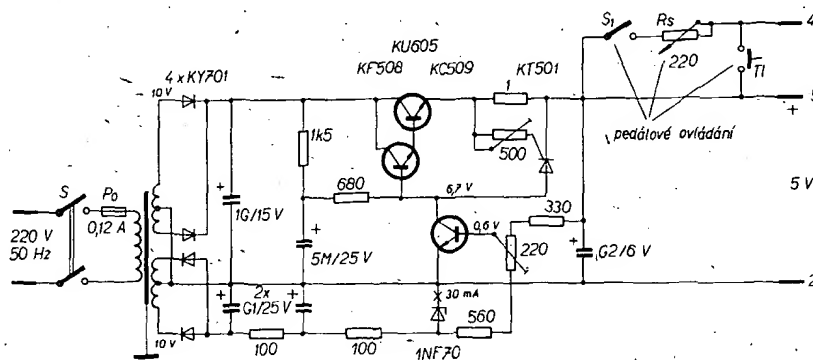 S1
Rs
4
220
Tl
KU605
KF508
KC509
KT501
4 x KY701
10 V
1
5
+
pedálové ovládání
1k5
500
680
6,7 V
330
5 V
S
Po
0,12 A
220 V
50 Hz
+
1G/15 V
+
5M/25 V
0,6 V
220
+
G2/6 V
2
+
2x
G1/25 V
+
30 mA
560
10 V
100
100
1NF70